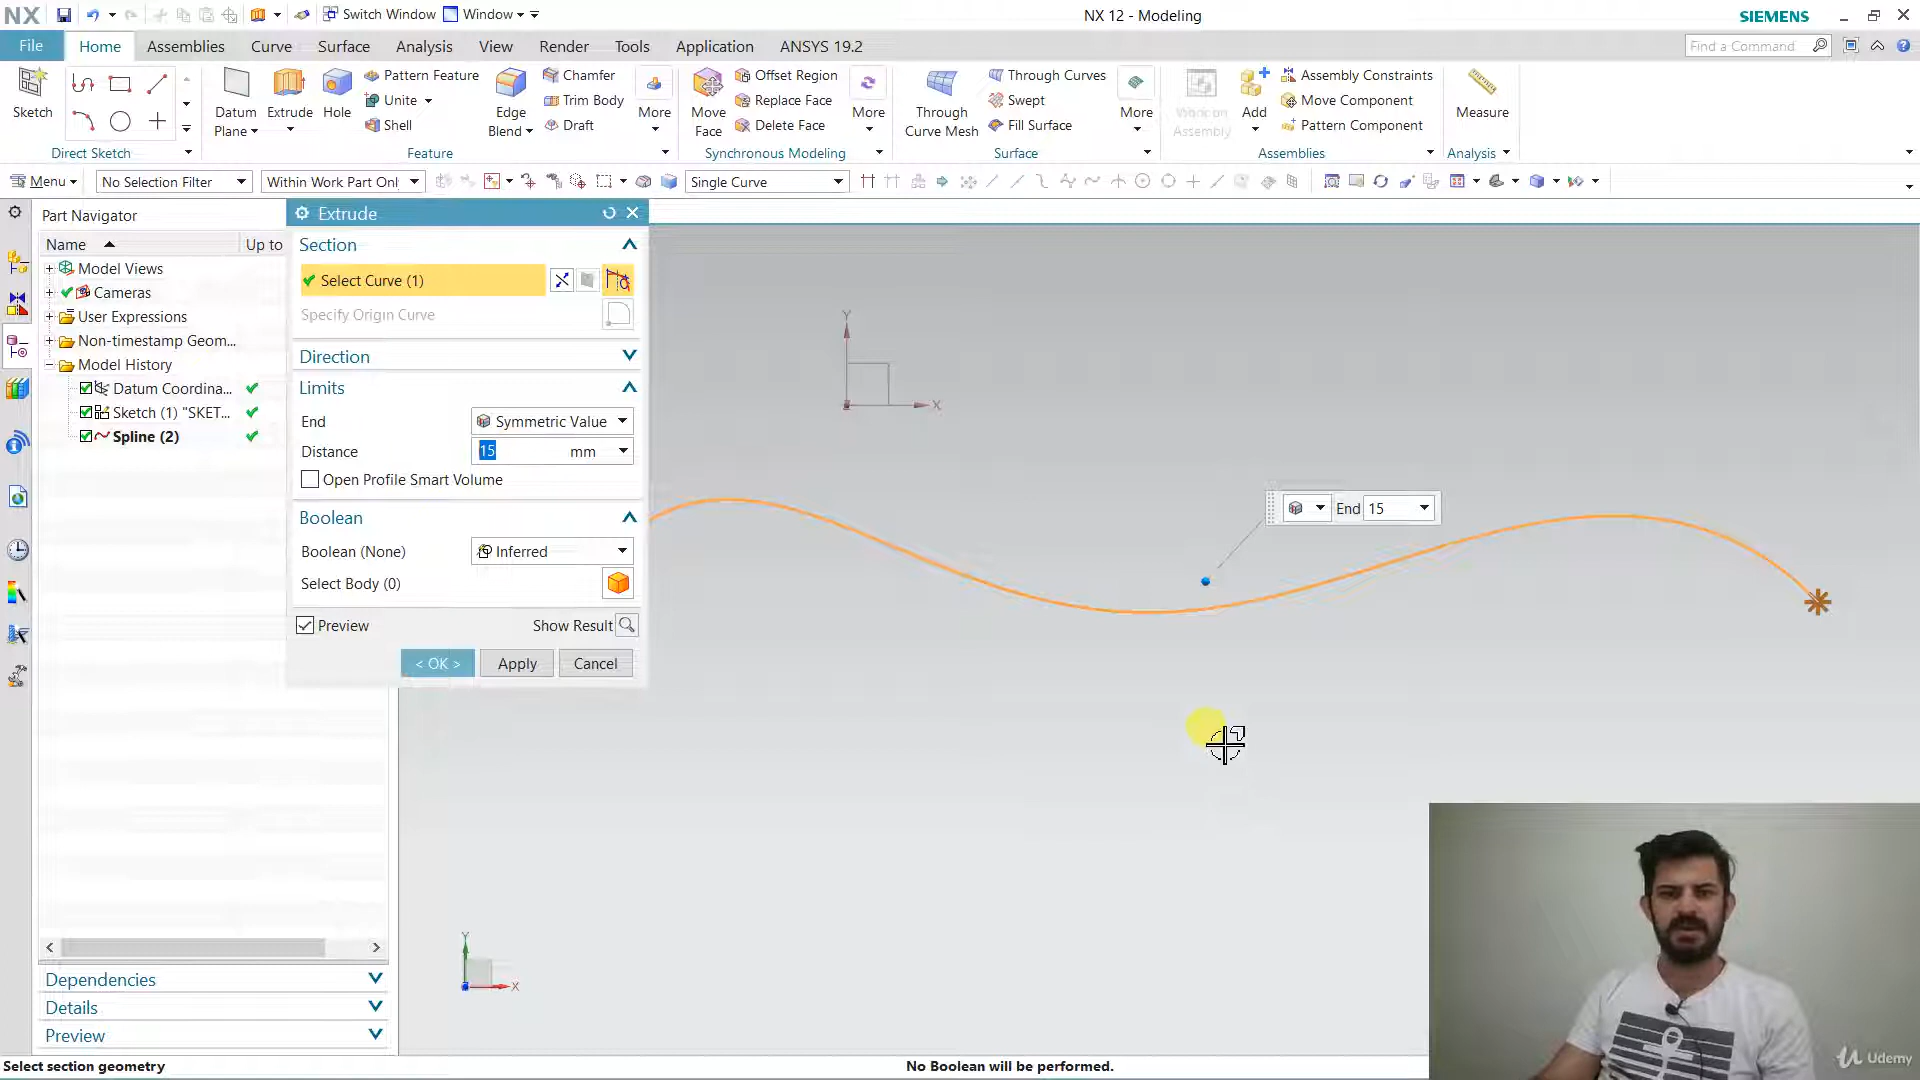 NX
Switch Window
Window
NX 12 - Modeling
SIEMENS
File
Home
Assemblies
Curve
Surface
Analysis
View
Render
Tools
Application
ANSYS 19.2
Find a Command
Sketch
Datum Plane
Extrude
Hole
Pattern Feature
Unite
Shell
Edge Blend
Chamfer
Trim Body
Draft
More
Move Face
Offset Region
Replace Face
Delete Face
More
Through Curve Mesh
Through Curves
Swept
Fill Surface
More
Work on Assembly
Add
Assembly Constraints
Move Component
Pattern Component
Measure
Direct Sketch
Feature
Synchronous Modeling
Surface
Assemblies
Analysis
Menu
No Selection Filter
Within Work Part Onl
Single Curve
Part Navigator
Name
Up to
Model Views
Cameras
User Expressions
Non-timestamp Geom...
Model History
Datum Coordina...
Sketch (1) "SKET...
Spline (2)
Dependencies
Details
Preview
Extrude
Section
Select Curve (1)
Specify Origin Curve
Direction
Limits
End
Symmetric Value
Distance
15
mm
Open Profile Smart Volume
Boolean
Boolean (None)
Inferred
Select Body (0)
Preview
Show Result
< OK >
Apply
Cancel
Y
X
End
15
Y
X
Select section geometry
No Boolean will be performed.
Udemy